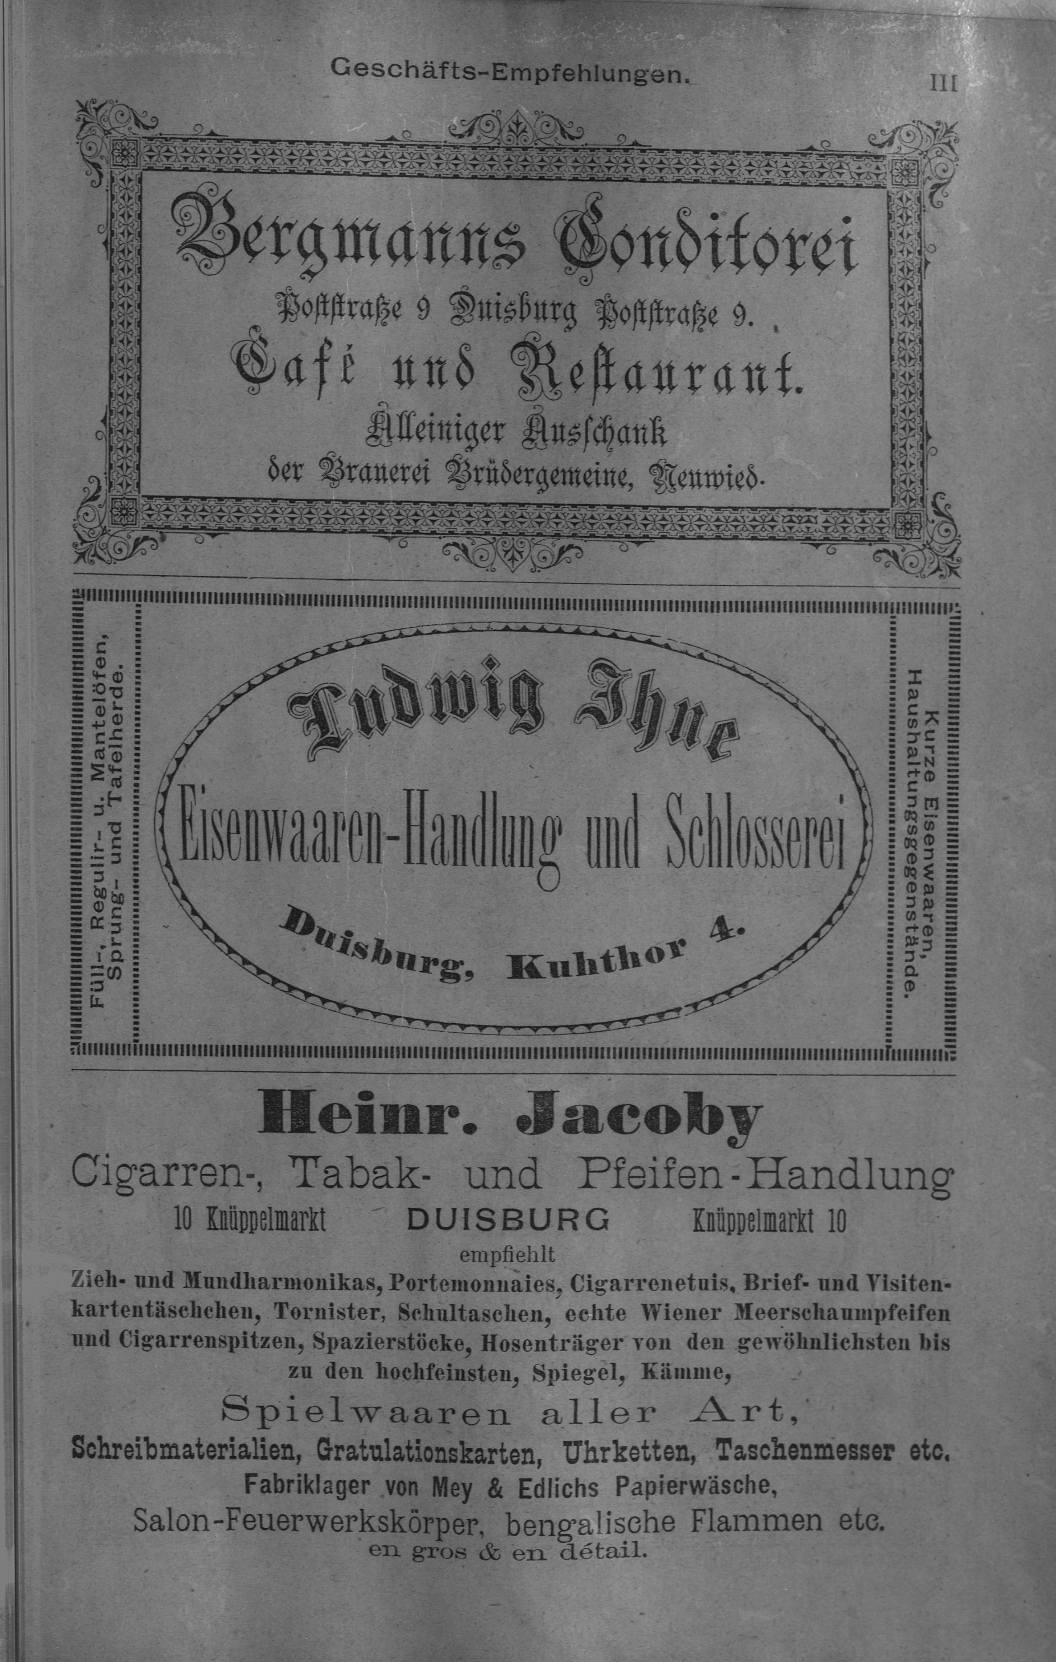 Geschäfts-Empfehlungen.
III
Bergmanns Conditorei
Poststraße 9 Duisburg Poststraße 9.
Café und Restaurant.
Alleiniger Ausschank
der Brauerei Brüdergemeine, Neuwied.
Füll-, Regulir- u. Mantelöfen,
Sprung- und Tafelherde.
Ludwig Ihne
Eisenwaaren-Handlung und Schlosserei
Duisburg, Kuhthor 4.
Kurze Eisenwaaren,
Haushaltungsgegenstände.
Heinr. Jacoby
Cigarren-, Tabak- und Pfeifen-Handlung
10 Knüppelmarkt DUISBURG Knüppelmarkt 10
empfiehlt
Zieh- und Mundharmonikas, Portemonnaies, Cigarrenetuis, Brief- und Visiten-
kartentäschchen, Tornister, Schultaschen, echte Wiener Meerschaumpfeifen
und Cigarrenspitzen, Spazierstöcke, Hosenträger von den gewöhnlichsten bis
zu den hochfeinsten, Spiegel, Kämme,
Spielwaaren aller Art,
Schreibmaterialien, Gratulationskarten, Uhrketten, Taschenmesser etc.
Fabriklager von Mey & Edlichs Papierwäsche,
Salon-Feuerwerkskörper, bengalische Flammen etc.
en gros & en détail.